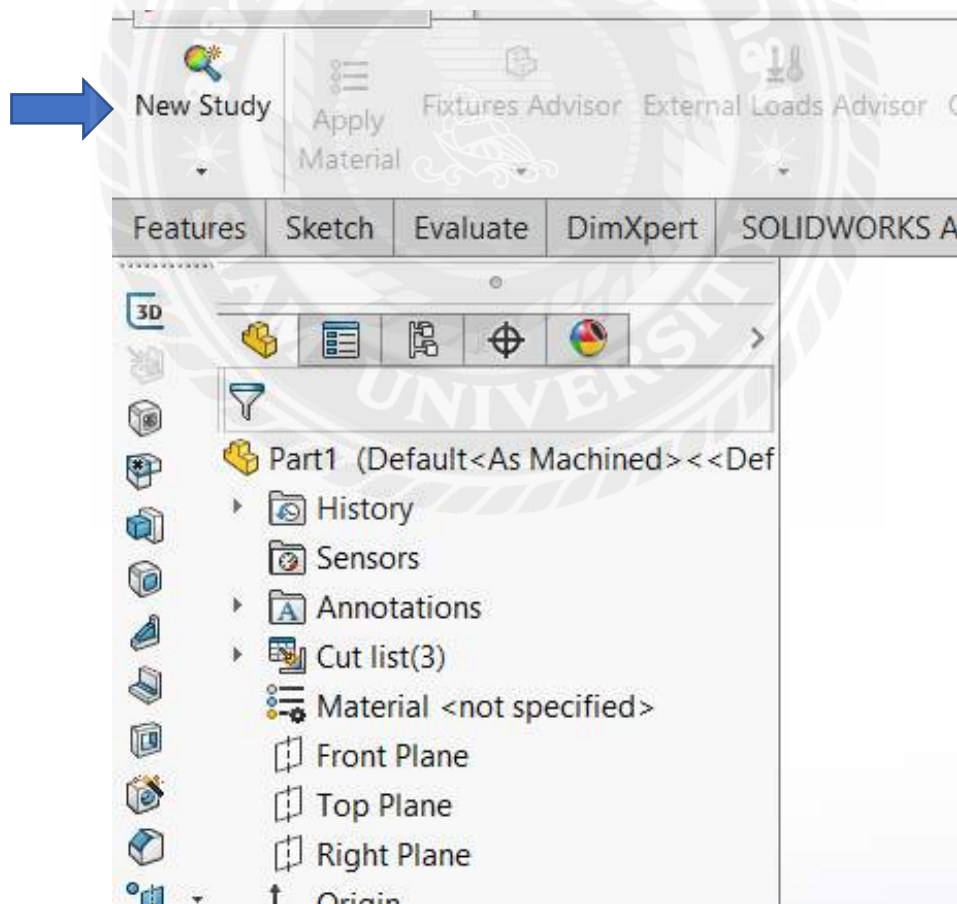 New Study
Apply
Material
Fixtures Advisor
External Loads Advisor
Features
Sketch
Evaluate
DimXpert
SOLIDWORKS A
3D
UNIVERSITY
Part1 (Default<As Machined><<Def
History
Sensors
A
Annotations
Cut list(3)
Material <not specified>
Front Plane
Top Plane
Right Plane
Origin